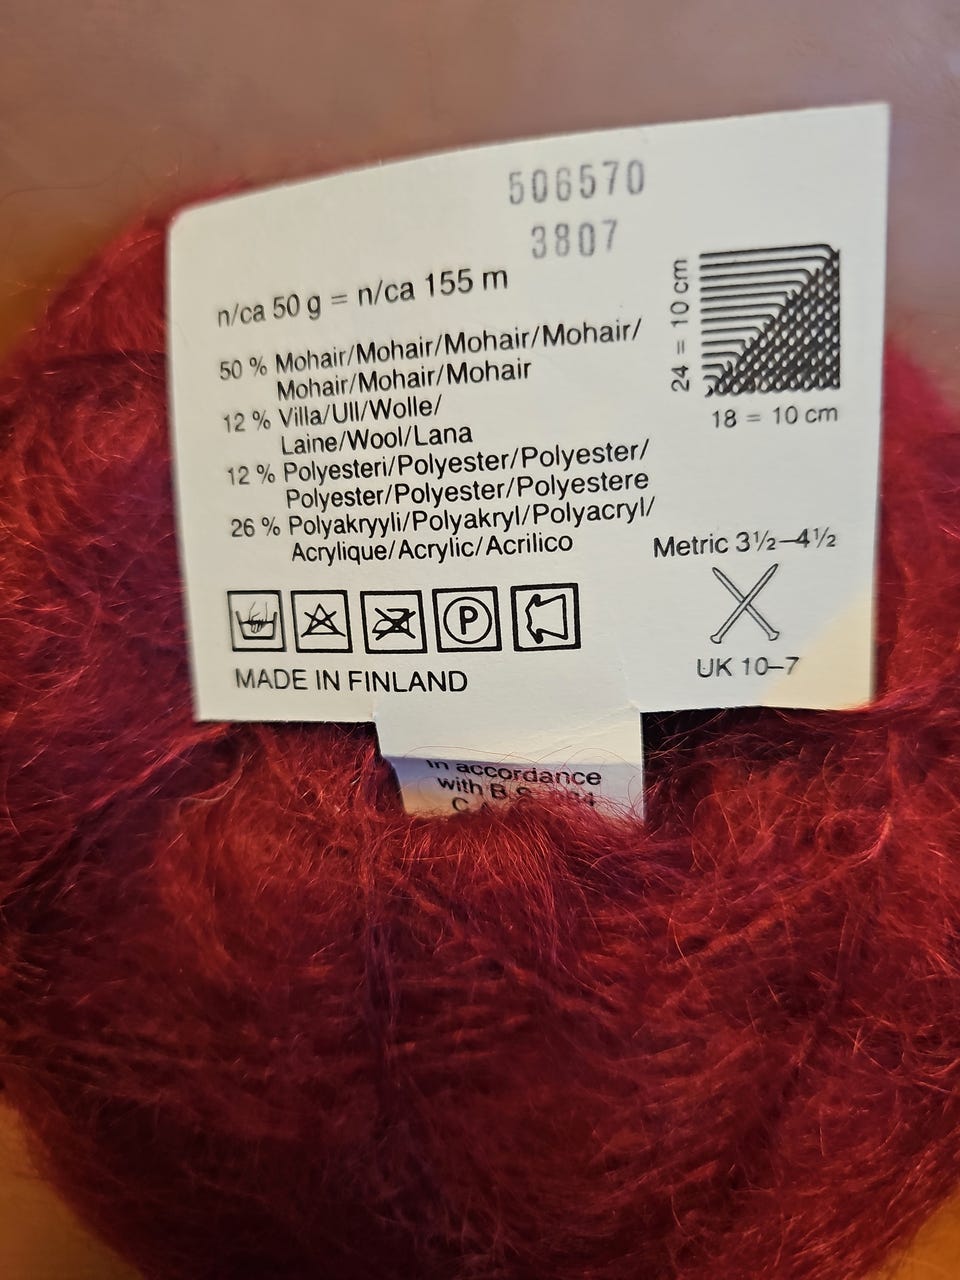 506570
3807
n/ca 50 g = n/ca 155 m
50 % Mohair/Mohair/Mohair/Mohair/
Mohair/Mohair/Mohair
12 % Villa/Ull/Wolle/
Laine/Wool/Lana
12 % Polyesteri/Polyester/Polyester/
Polyester/Polyester/Polyestere
26 % Polyakryyli/Polyakryl/Polyacryl/
Acrylique/Acrylic/Acrilico
P
MADE IN FINLAND
24 = 10 cm
18 = 10 cm
Metric 3½–4½
UK 10–7
in accordance
with B.S.